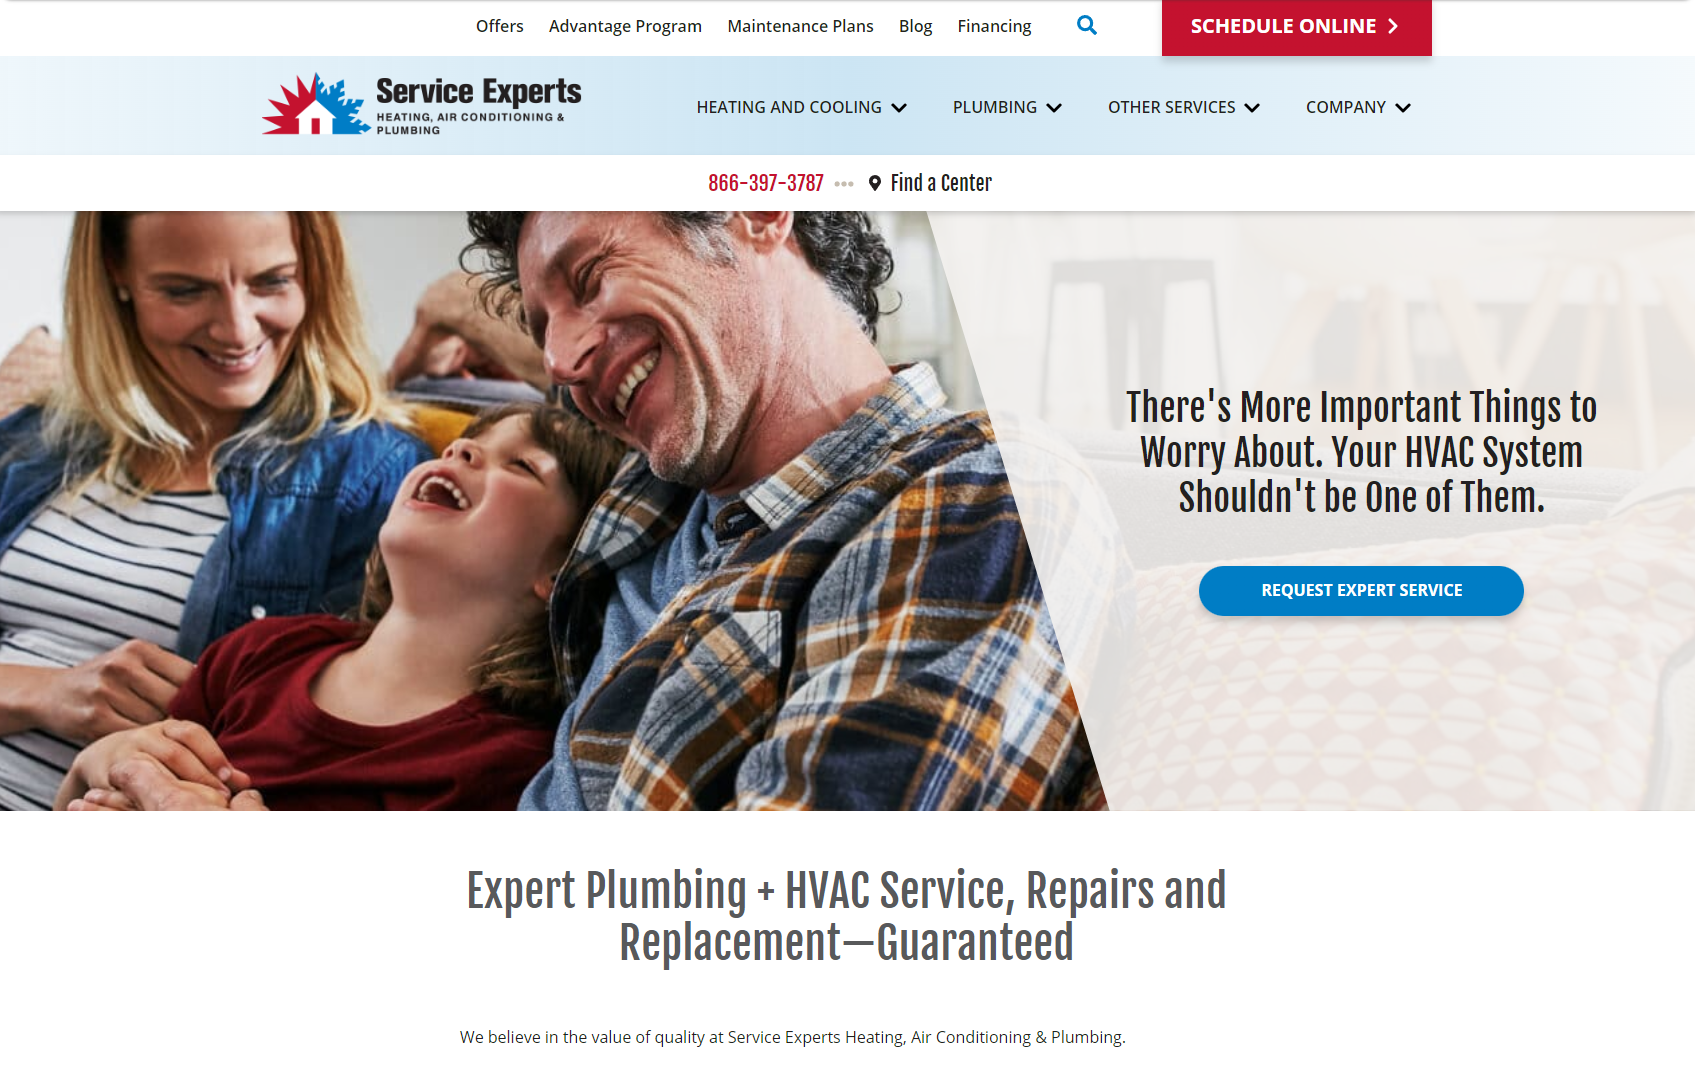 Offers Advantage Program Maintenance Plans Blog Financing SCHEDULE ONLINE
Service Experts
HEATING, AIR CONDITIONING &
PLUMBING
HEATING AND COOLING PLUMBING OTHER SERVICES COMPANY
866-397-3787 Find a Center
There's More Important Things to
Worry About. Your HVAC System
Shouldn't be One of Them.
REQUEST EXPERT SERVICE
Expert Plumbing + HVAC Service, Repairs and
Replacement—Guaranteed
We believe in the value of quality at Service Experts Heating, Air Conditioning & Plumbing.